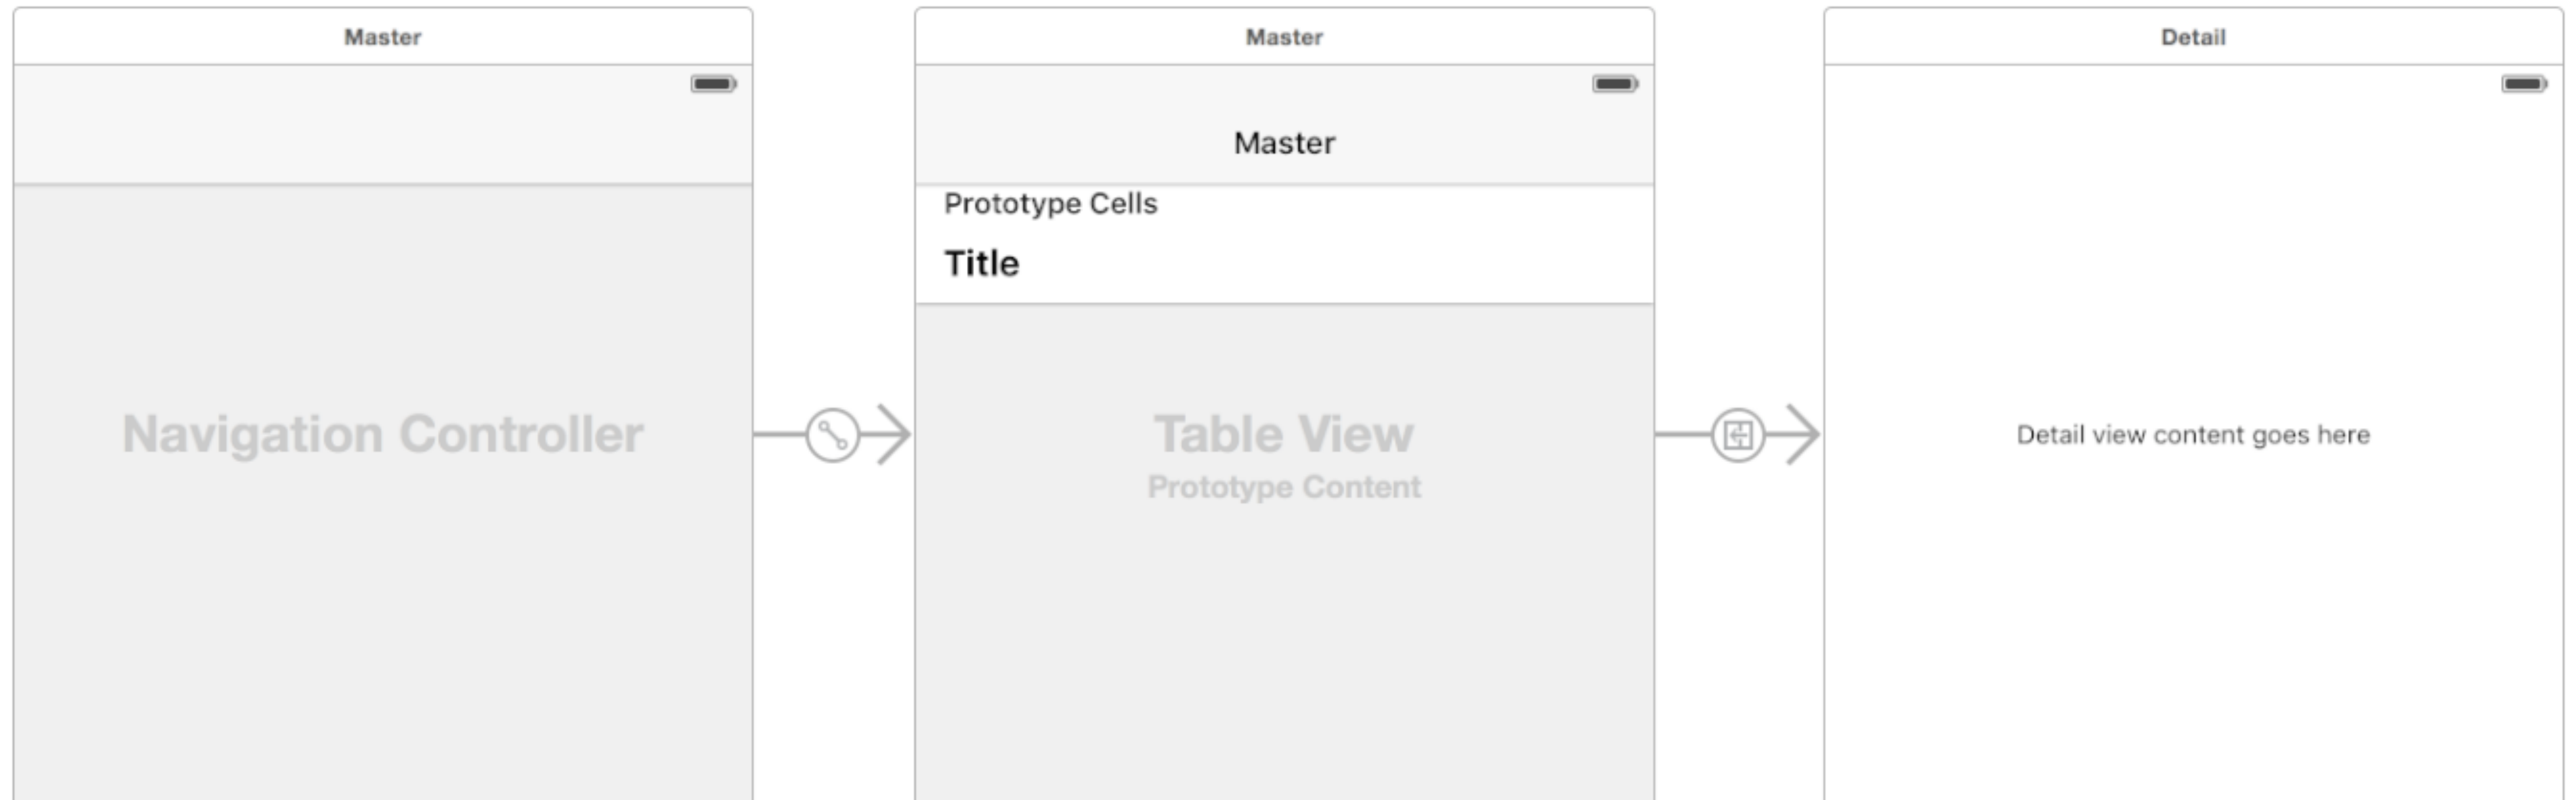 Master
Navigation Controller
Master
Master
Prototype Cells
Title
Table View
Prototype Content
Detail
Detail view content goes here